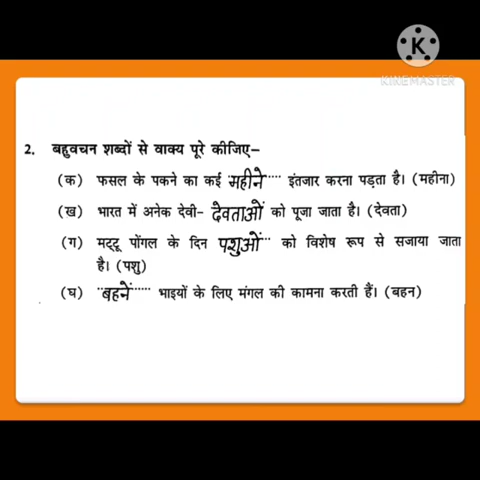 KINEMASTER
2. बहुवचन शब्दों से वाक्य पूरे कीजिए–
(क) फसल के पकने का कई महीने.... इंतजार करना पड़ता है। (महीना)
(ख) भारत में अनेक देवी- देवताओं को पूजा जाता है। (देवता)
(ग) मट्टू पोंगल के दिन पशुओं.. को विशेष रूप से सजाया जाता
है। (पशु)
(घ) ..बहनें..... भाइयों के लिए मंगल की कामना करती हैं। (बहन)